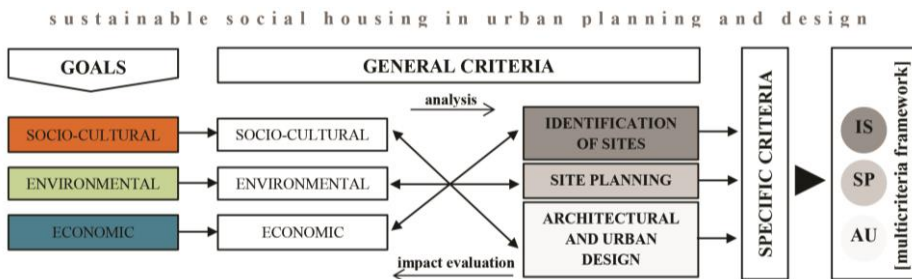 sustainable social housing in urban planning and design
GOALS
GENERAL CRITERIA
analysis
SOCIO-CULTURAL
SOCIO-CULTURAL
IDENTIFICATION
OF SITES
ENVIRONMENTAL
ENVIRONMENTAL
SITE PLANNING
ECONOMIC
ECONOMIC
ARCHITECTURAL
AND URBAN
DESIGN
impact evaluation
SPECIFIC CRITERIA
IS
SP
AU
[multicriteria framework]